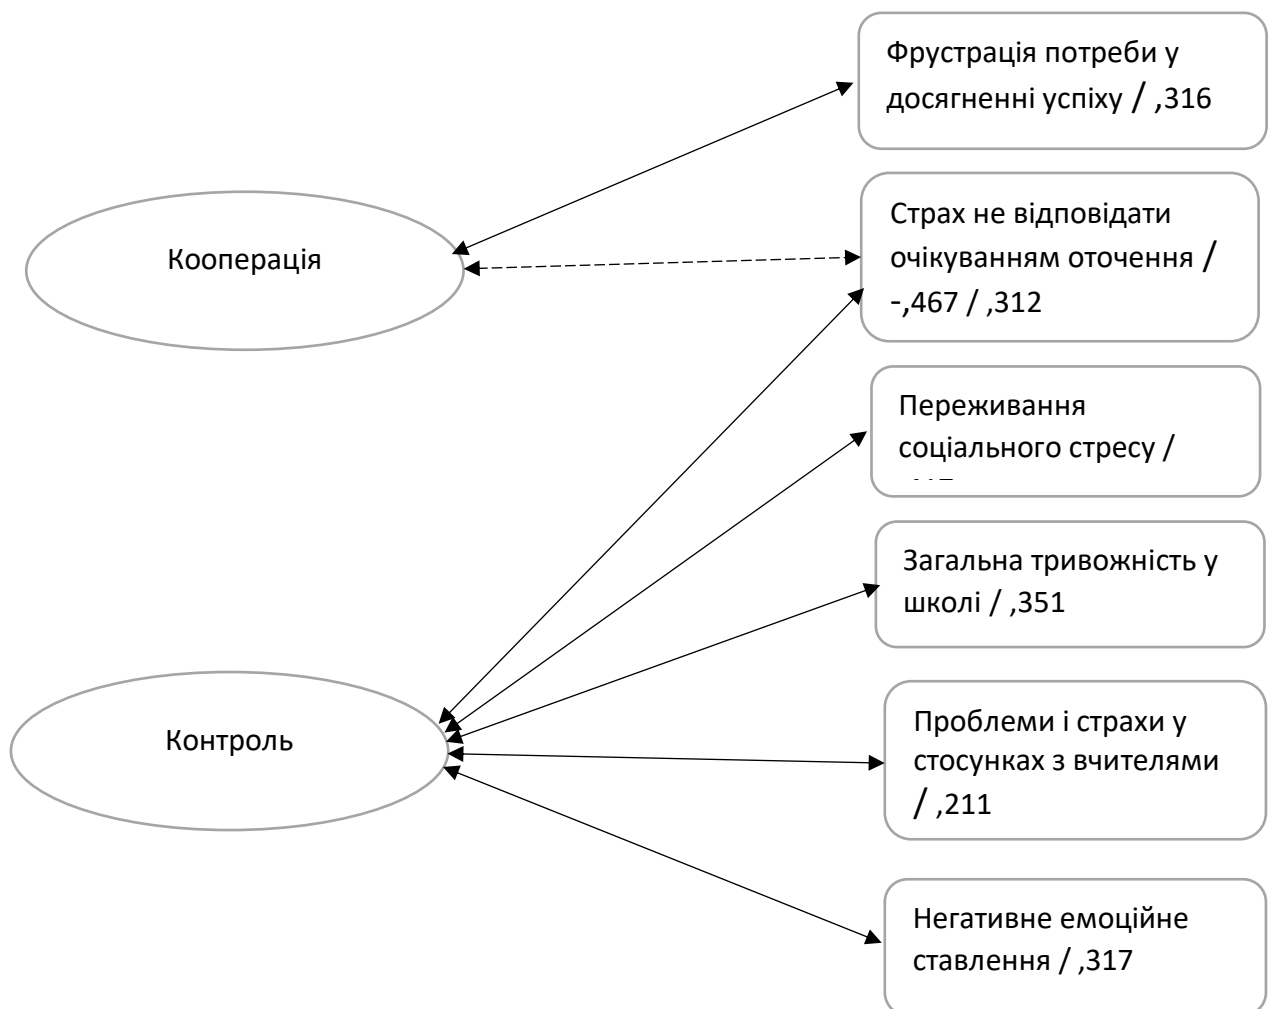 Фрустрація потреби у
досягненні успіху / ,316
Кооперація
Страх не відповідати
очікуванням оточення /
-,467 / ,312
Переживання
соціального стресу /
Загальна тривожність у
школі / ,351
Контроль
Проблеми і страхи у
стосунках з вчителями
/ ,211
Негативне емоційне
ставлення / ,317